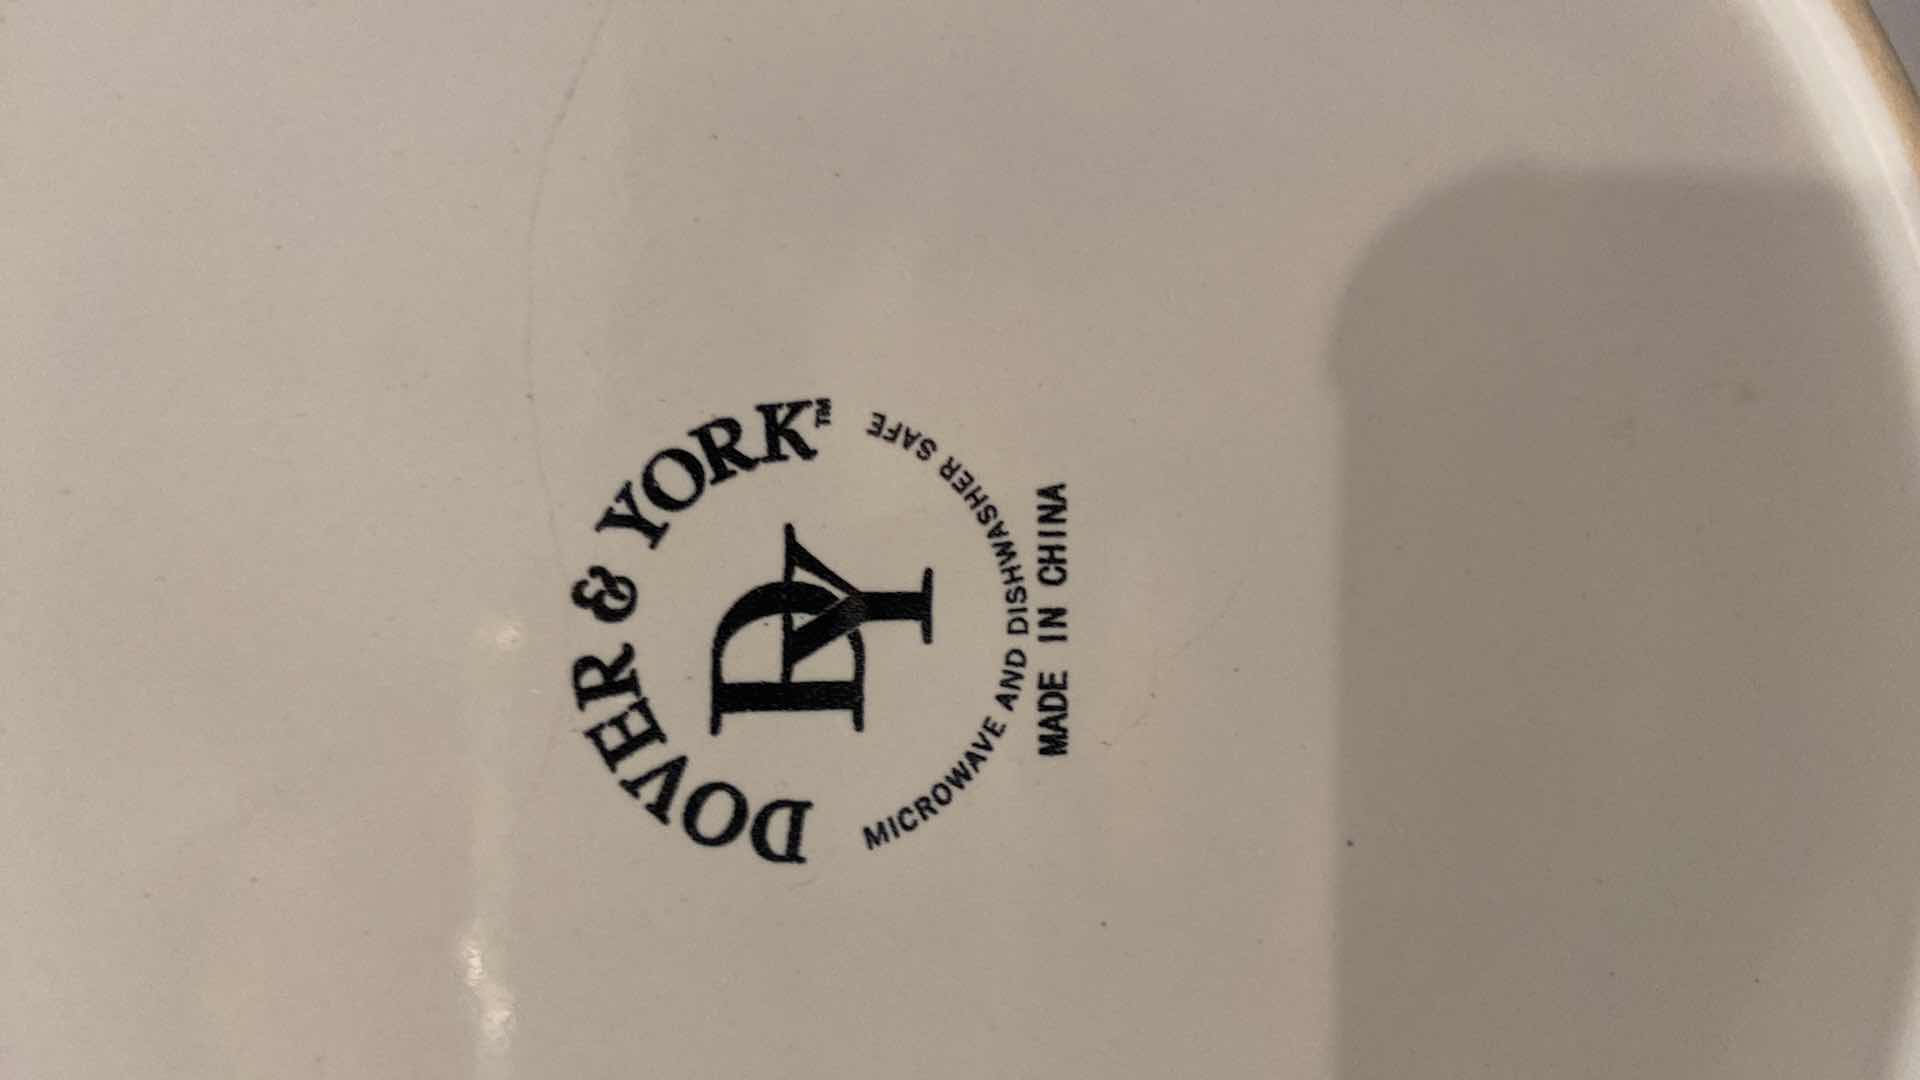 DOVER & YORK™
DY
MICROWAVE AND DISHWASHER SAFE
MADE IN CHINA